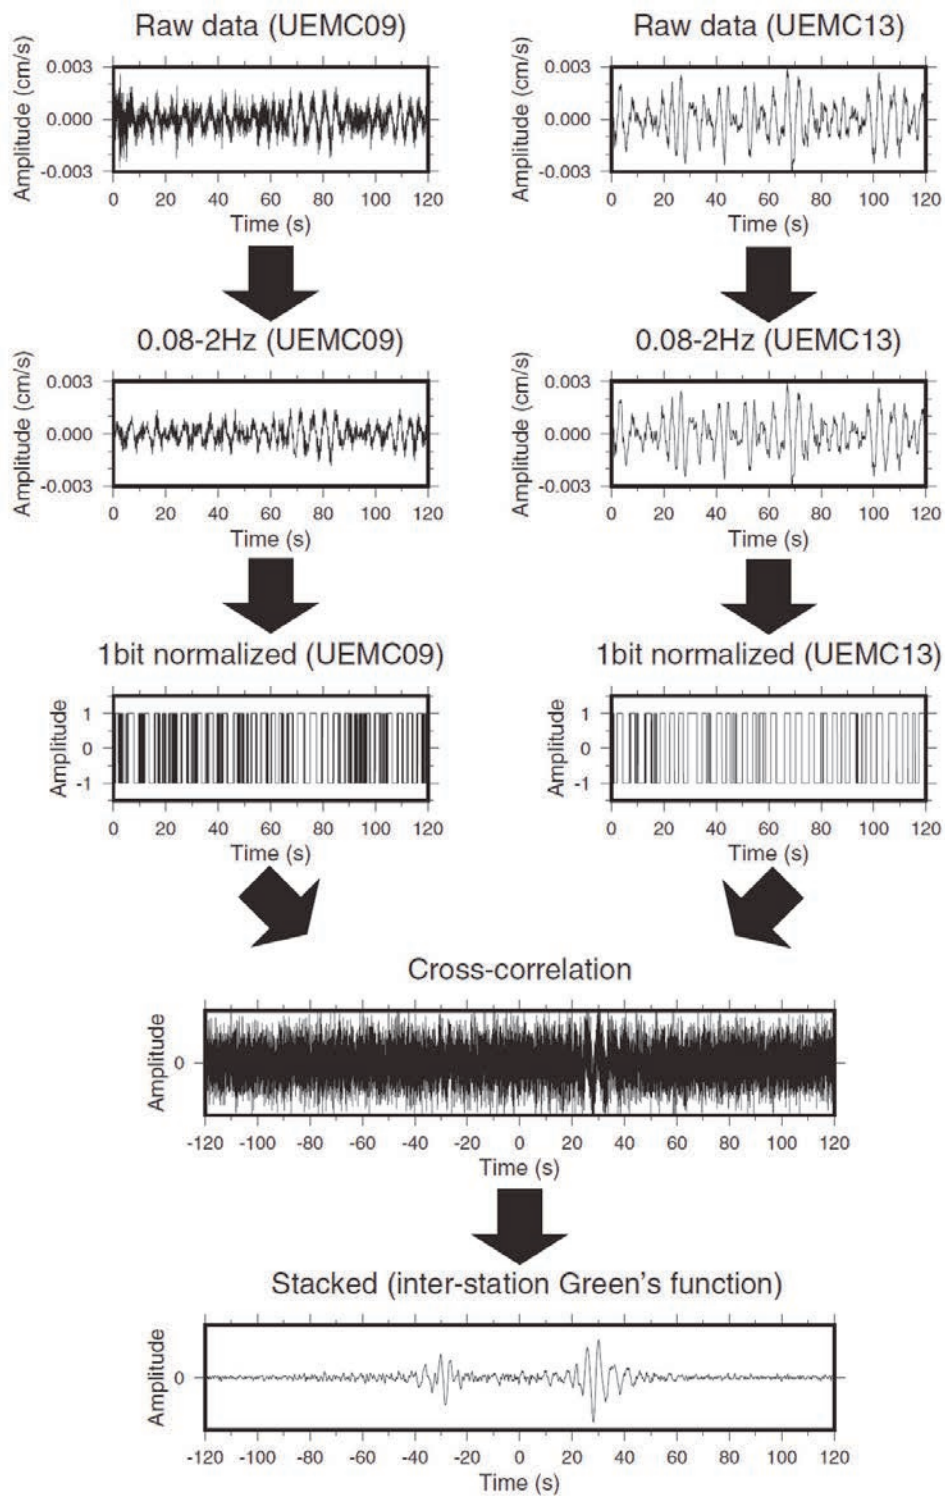 Raw data (UEMC09)
Raw data (UEMC13)
Amplitude (cm/s)
0.003
0.000
-0.003
0 20 40 60 80 100 120
Time (s)
Amplitude (cm/s)
0.003
0.000
-0.003
0 20 40 60 80 100 120
Time (s)
0.08-2Hz (UEMC09)
0.08-2Hz (UEMC13)
Amplitude (cm/s)
0.003
0.000
-0.003
0 20 40 60 80 100 120
Time (s)
Amplitude (cm/s)
0.003
0.000
-0.003
0 20 40 60 80 100 120
Time (s)
1bit normalized (UEMC09)
1bit normalized (UEMC13)
Amplitude
1
0
-1
0 20 40 60 80 100 120
Time (s)
Amplitude
1
0
-1
0 20 40 60 80 100 120
Time (s)
Cross-correlation
Amplitude
0
-120 -100 -80 -60 -40 -20 0 20 40 60 80 100 120
Time (s)
Stacked (inter-station Green's function)
Amplitude
0
-120 -100 -80 -60 -40 -20 0 20 40 60 80 100 120
Time (s)